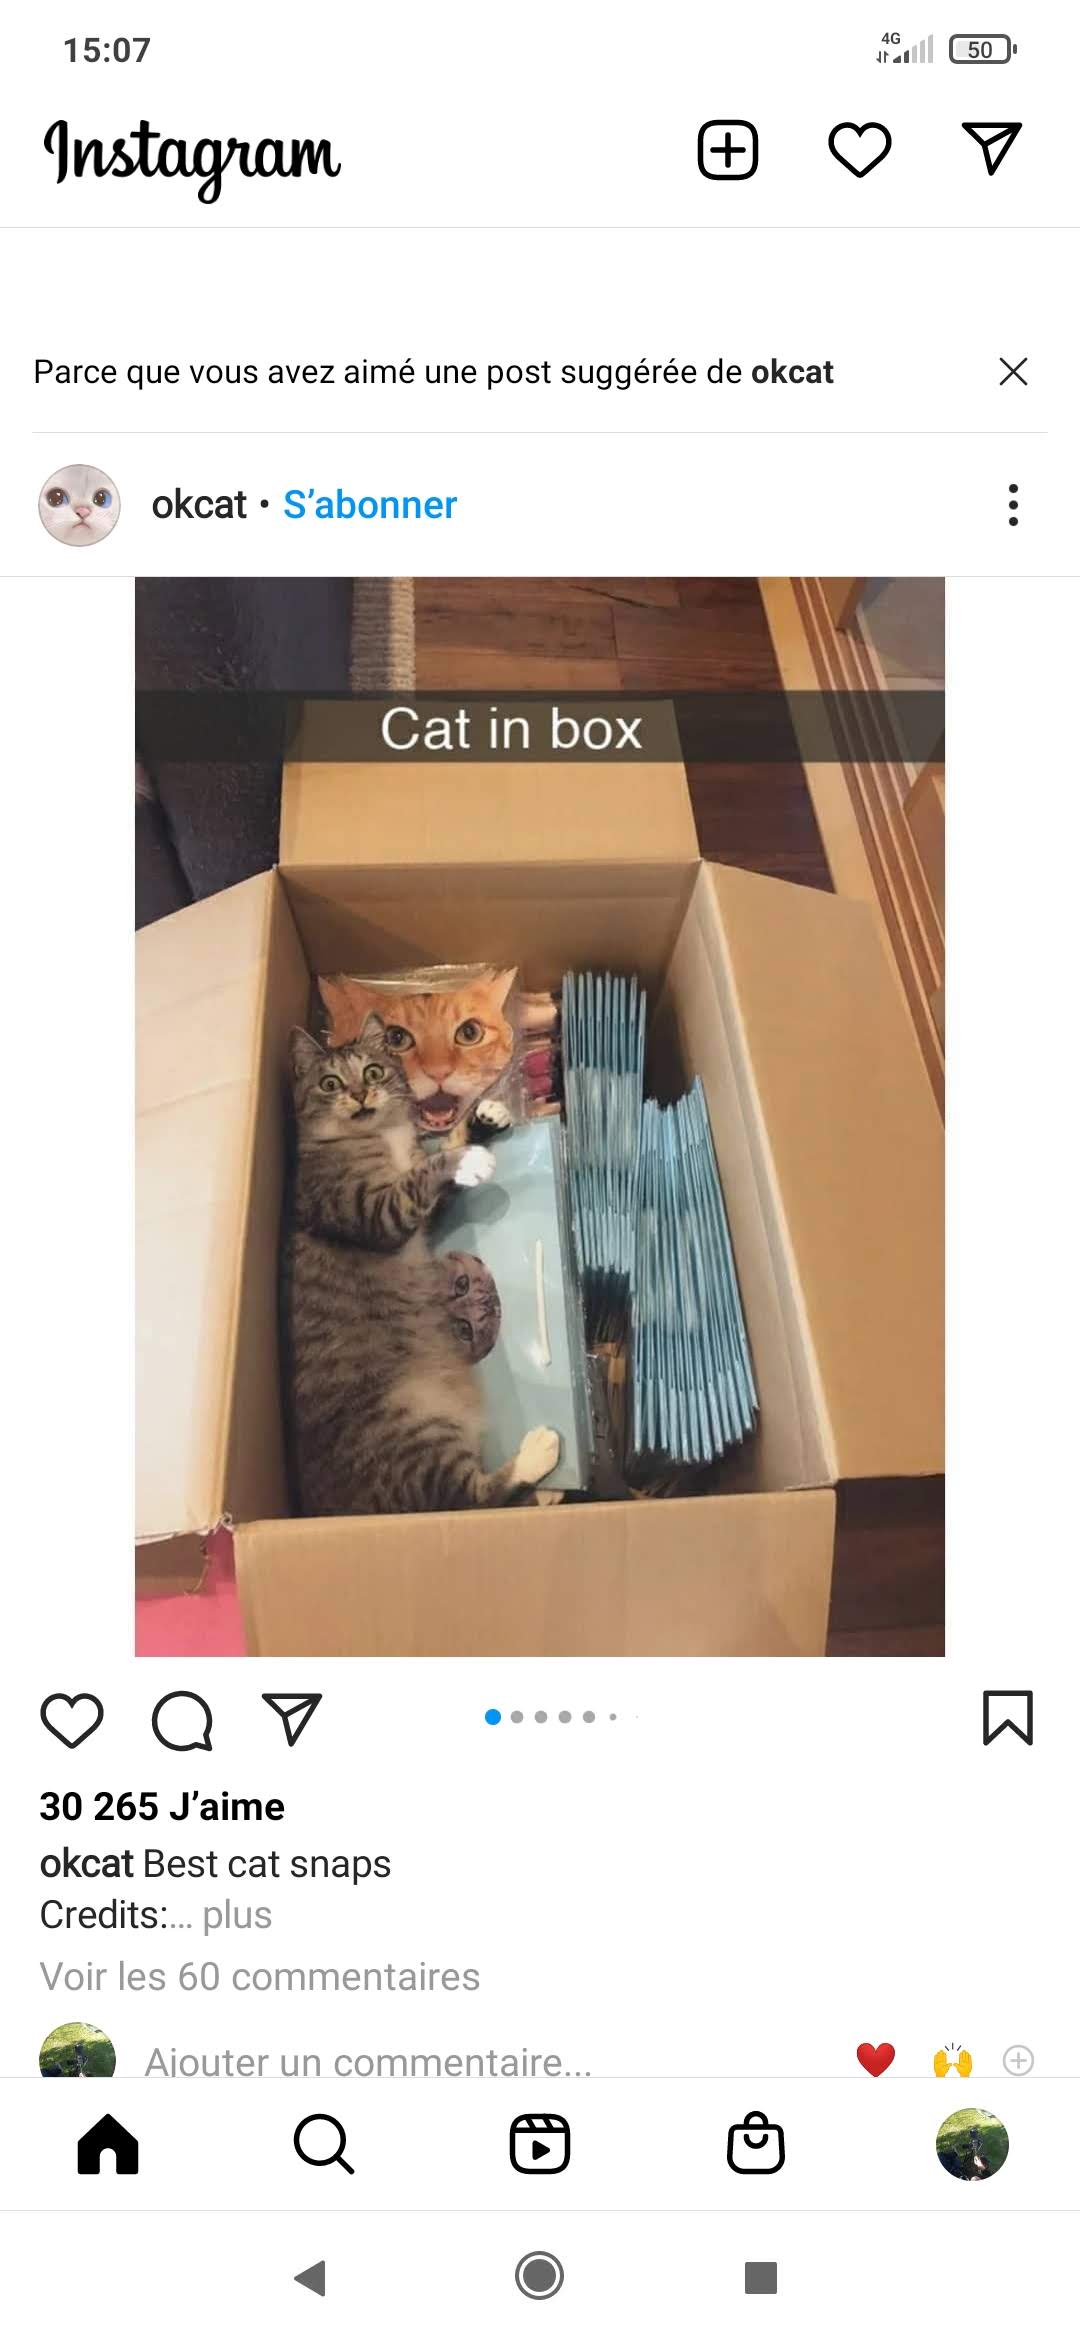 15:07
4G
50
Instagram
Parce que vous avez aimé une post suggérée de okcat
okcat • S’abonner
Cat in box
30 265 J’aime
okcat Best cat snaps
Credits:... plus
Voir les 60 commentaires
Ajouter un commentaire...